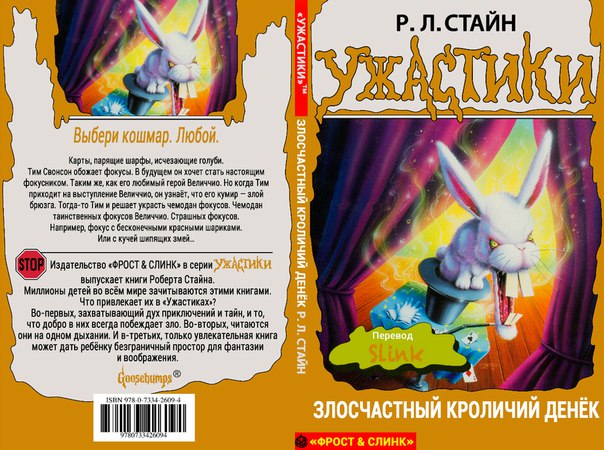 Выбери кошмар. Любой.
Карты, парящие шарфы, исчезающие голуби.
Тим Свонсон обожает фокусы. В будущем он хочет стать настоящим
фокусником. Таким же, как его любимый герой Величчио. Но когда Тим
приходит на выступление Величчио, он узнаёт, что его кумир — злой
брюзга. Тогда-то Тим и решает украсть чемодан фокусов. Чемодан
таинственных фокусов Величчио. Страшных фокусов.
Например, фокус с бесконечными красными шариками.
Или с кучей шипящих змей...
STOP
Издательство «ФРОСТ & СЛИНК» в серии УЖАСТИКИ
выпускает книги Роберта Стайна.
Миллионы детей во всём мире зачитываются этими книгами.
Что привлекает их в «Ужастиках»?
Во-первых, захватывающий дух приключений и тайн, и то,
что добро в них всегда побеждает зло. Во-вторых, читаются
они на одном дыхании. И в-третьих, только увлекательная книга
может дать ребёнку безграничный простор для фантазии
и воображения.
Goosebumps®
ISBN 978-0-7334-2609-4
9780733426094
«УЖАСТИКИ»™
ЗЛОСЧАСТНЫЙ КРОЛИЧИЙ ДЕНЁК Р. Л. СТАЙН
Р. Л. СТАЙН
УЖАСТИКИ
Перевод
Slink
ЗЛОСЧАСТНЫЙ КРОЛИЧИЙ ДЕНЁК
«ФРОСТ & СЛИНК»